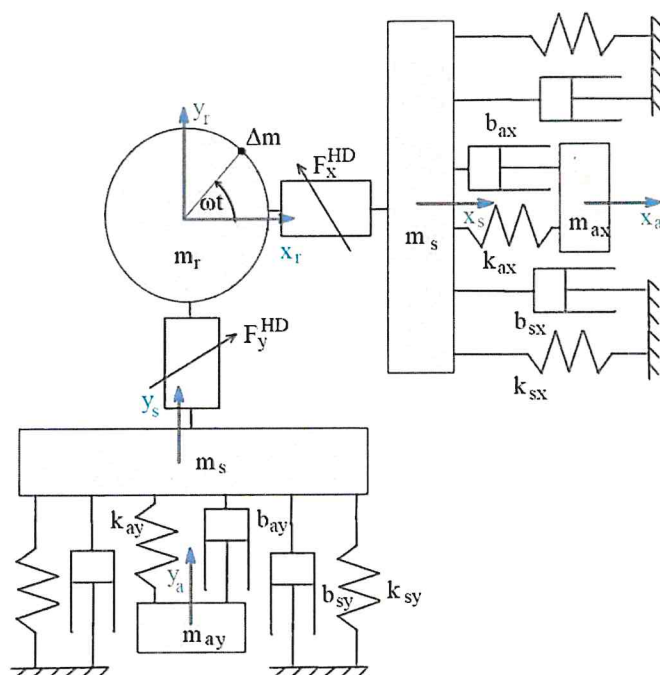 y_r
Δm
ωt
F_x^HD
x_r
m_r
m_s
b_ax
x_s
m_ax
x_a
k_ax
b_sx
k_sx
F_y^HD
y_s
m_s
k_ay
b_ay
y_a
m_ay
b_sy
k_sy